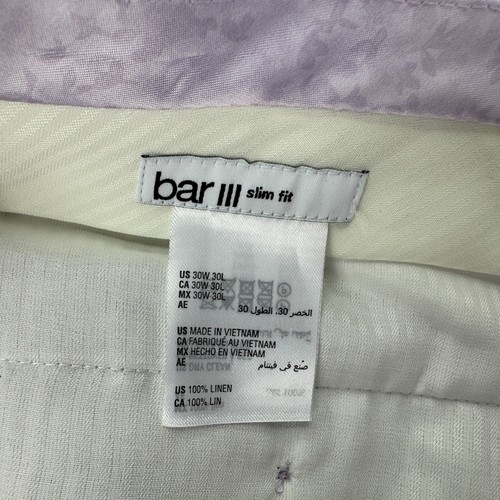 bar III slim fit
US 30W 30L
CA 30W 30L
MX 30W 30L
AE الخصر 30، الطول 30
US MADE IN VIETNAM
CA FABRIQUÉ AU VIETNAM
MX HECHO EN VIETNAM
AE صنع في فيتنام
US 100% LINEN
CA 100% LIN